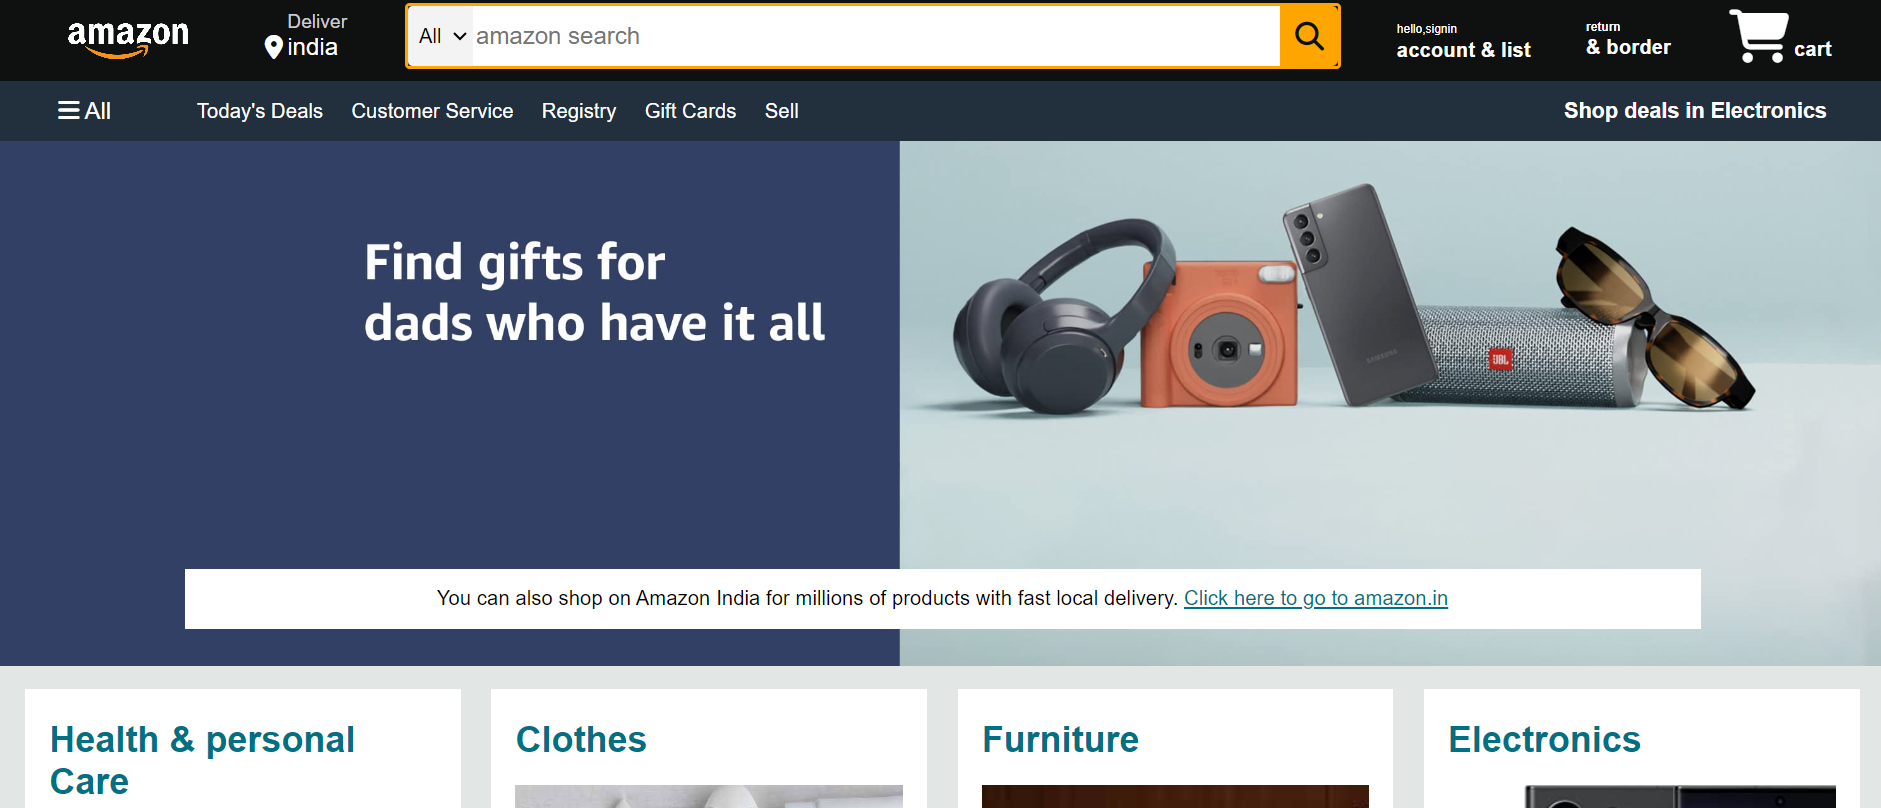 amazon
Deliver
india
All
amazon search
hello,signin
account & list
return
& border
cart
All
Today's Deals
Customer Service
Registry
Gift Cards
Sell
Shop deals in Electronics
Find gifts for
dads who have it all
SAMSUNG
JBL
You can also shop on Amazon India for millions of products with fast local delivery. Click here to go to amazon.in
Health & personal
Care
Clothes
Furniture
Electronics